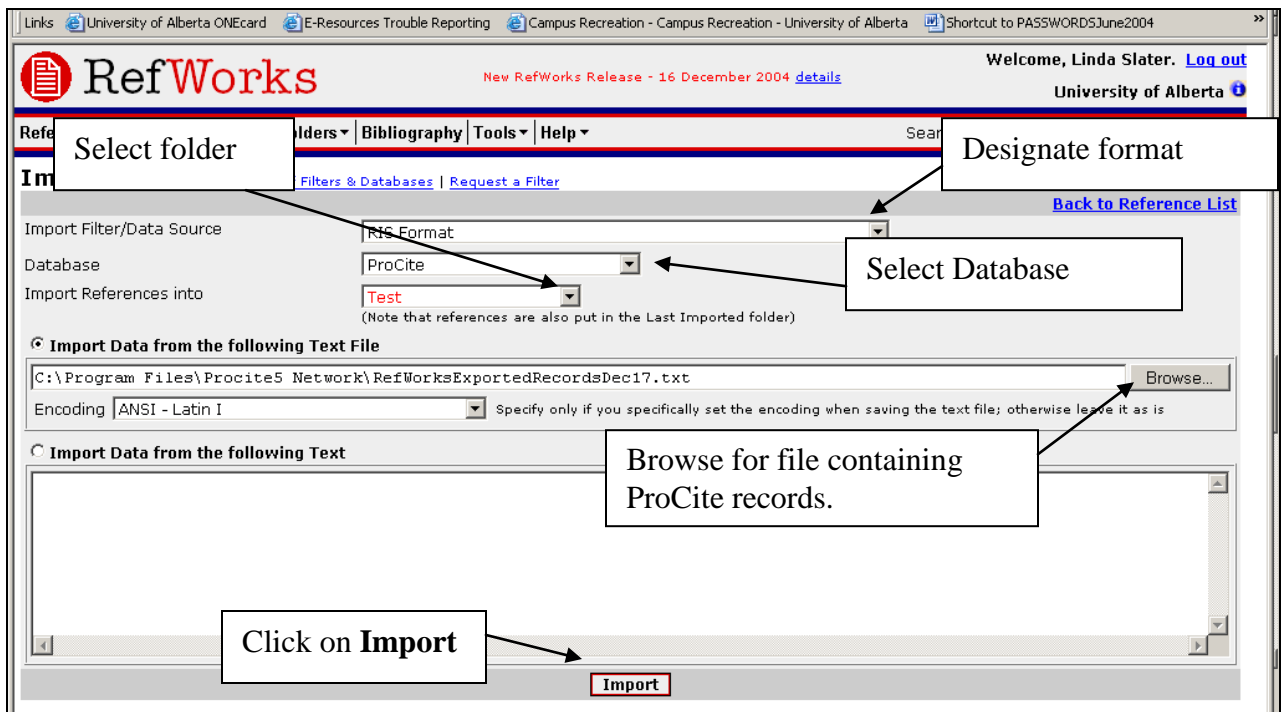 Links University of Alberta ONEcard E-Resources Trouble Reporting Campus Recreation - Campus Recreation - University of Alberta Shortcut to PASSWORDSJune2004 »
RefWorks
New RefWorks Release - 16 December 2004 details
Welcome, Linda Slater. Log out
University of Alberta
Bibliography Tools Help
Select folder
Designate format
Filters & Databases | Request a Filter
Back to Reference List
Import Filter/Data Source RIS Format
Database ProCite
Select Database
Import References into Test
(Note that references are also put in the Last Imported folder)
Import Data from the following Text File
C:\Program Files\Procite5 Network\RefWorksExportedRecordsDec17.txt Browse...
Encoding ANSI - Latin I Specify only if you specifically set the encoding when saving the text file; otherwise leave it as is
Import Data from the following Text
Browse for file containing
ProCite records.
Click on Import
Import